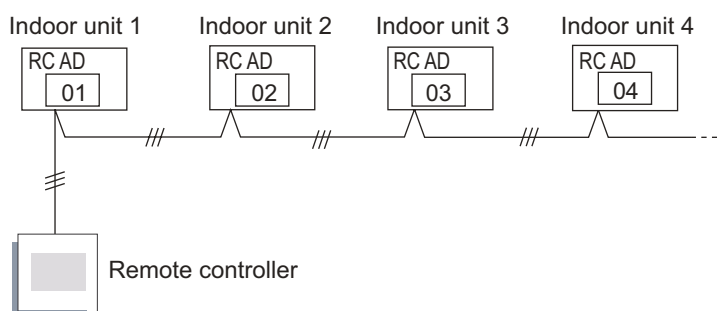 Indoor unit 1 Indoor unit 2 Indoor unit 3 Indoor unit 4
RC AD RC AD RC AD RC AD
01 02 03 04
Remote controller